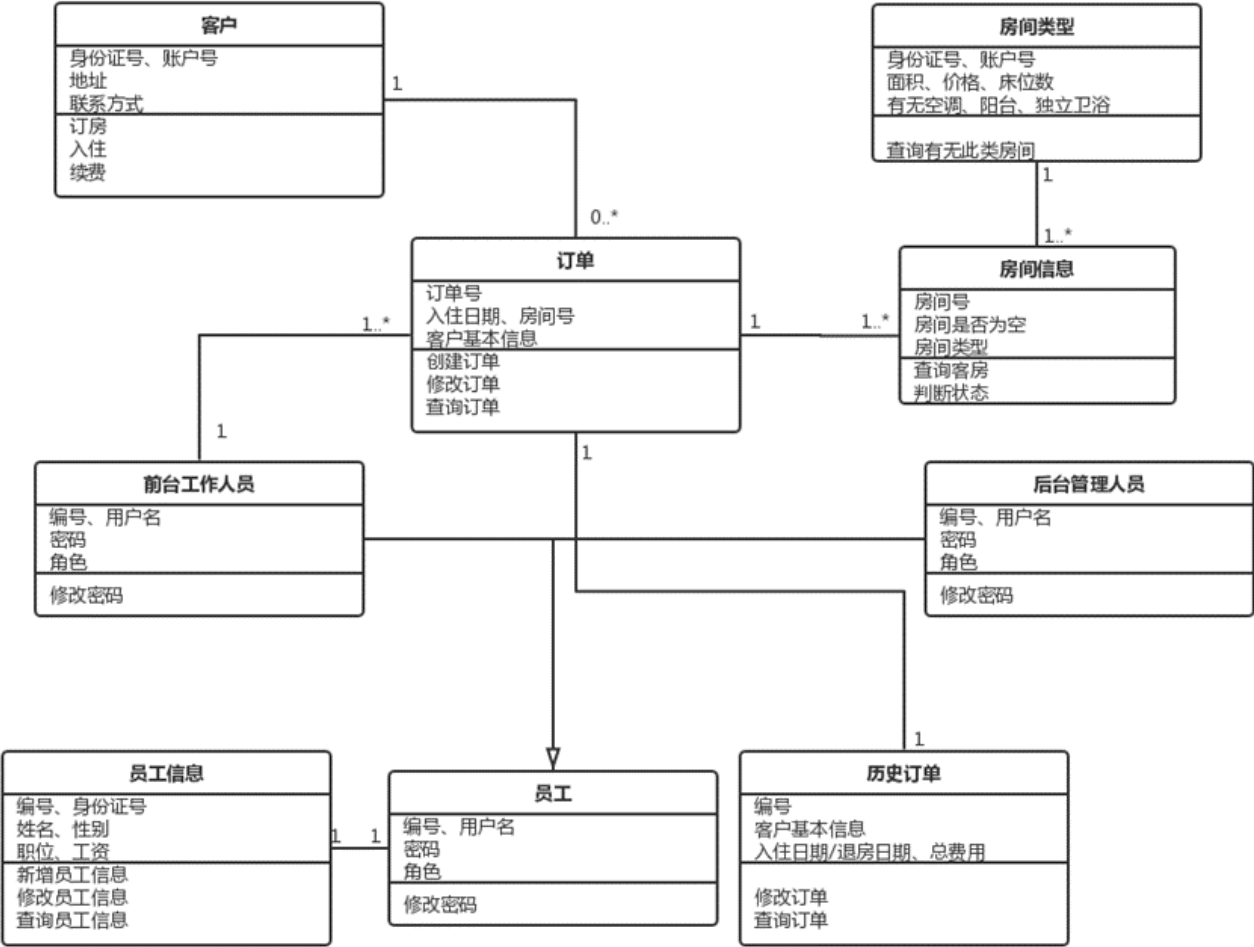 客户
身份证号、账户号
地址
联系方式
订房
入住
续费
房间类型
身份证号、账户号
面积、价格、床位数
有无空调、阳台、独立卫浴
查询有无此类房间
1
0..*
1
1..*
订单
订单号
入住日期、房间号
客户基本信息
创建订单
修改订单
查询订单
房间信息
房间号
房间是否为空
房间类型
查询客房
判断状态
1..*
1
1
1..*
1
前台工作人员
编号、用户名
密码
角色
修改密码
后台管理人员
编号、用户名
密码
角色
修改密码
1
员工信息
编号、身份证号
姓名、性别
职位、工资
新增员工信息
修改员工信息
查询员工信息
1
1
员工
编号、用户名
密码
角色
修改密码
历史订单
编号
客户基本信息
入住日期/退房日期、总费用
修改订单
查询订单